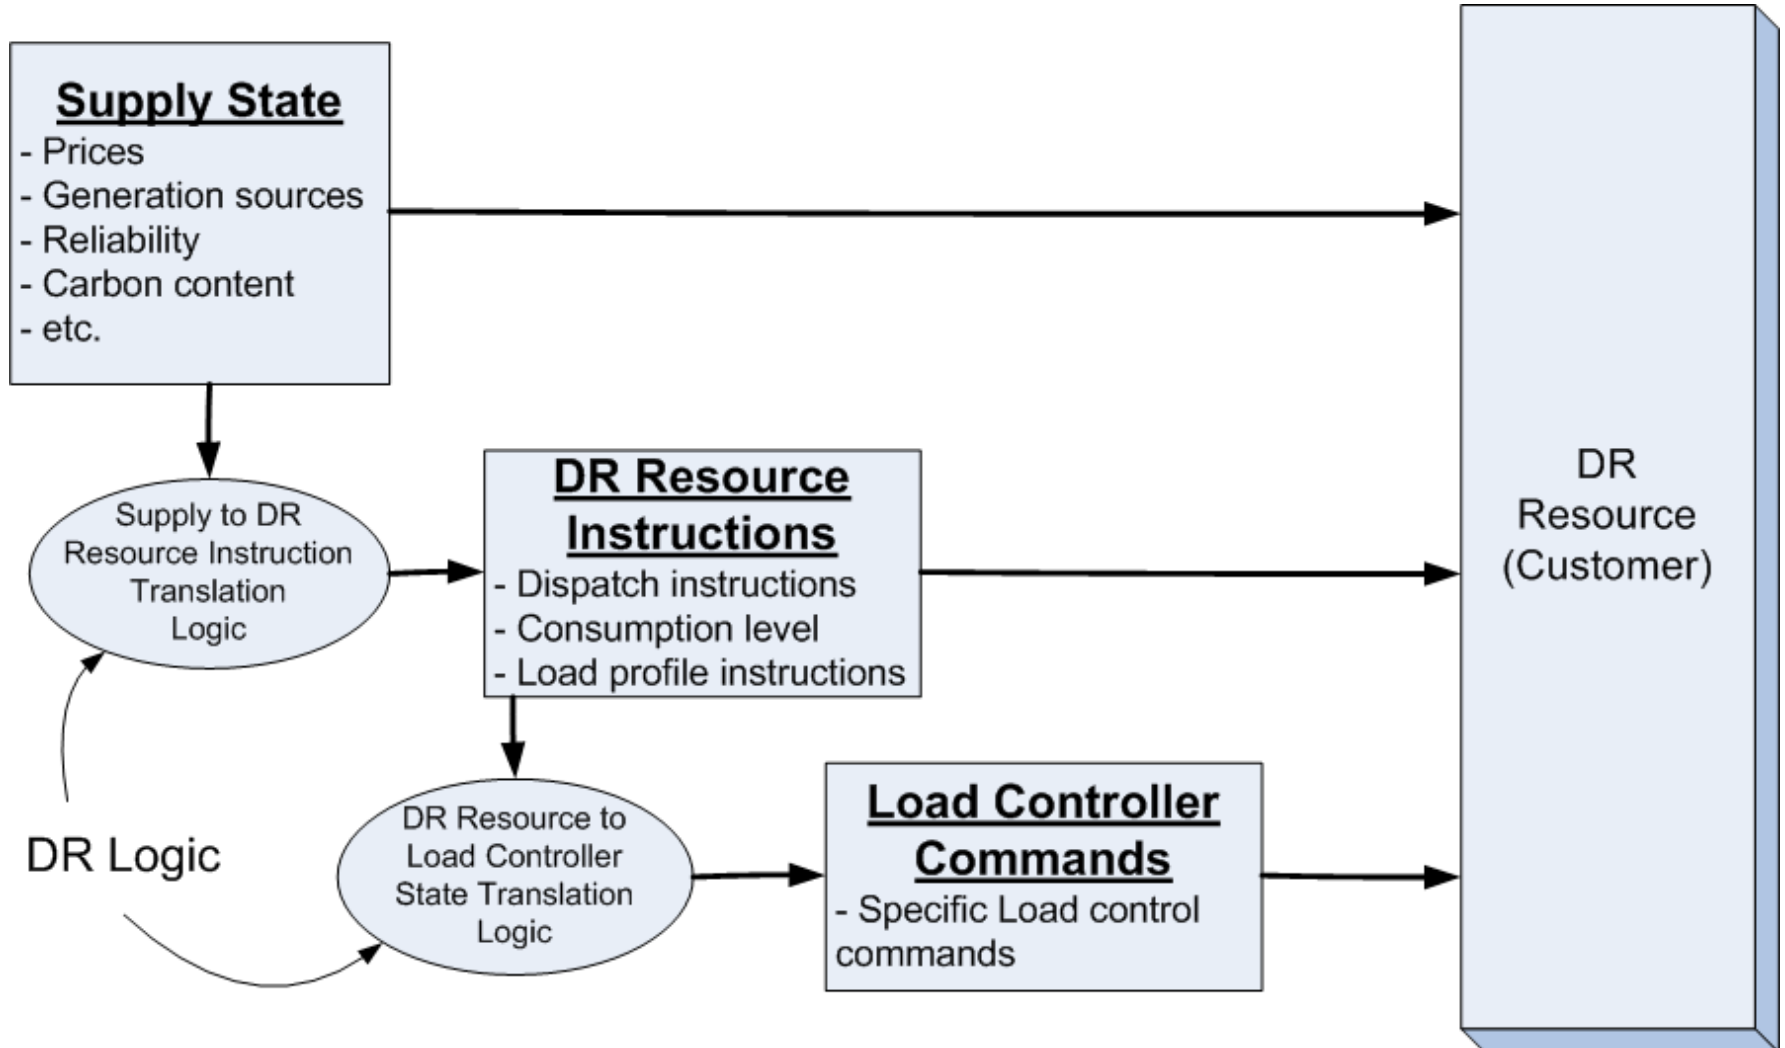 Supply State
- Prices
- Generation sources
- Reliability
- Carbon content
- etc.
Supply to DR
Resource Instruction
Translation
Logic
DR Resource
Instructions
- Dispatch instructions
- Consumption level
- Load profile instructions
DR Logic
DR Resource to
Load Controller
State Translation
Logic
Load Controller
Commands
- Specific Load control
commands
DR
Resource
(Customer)